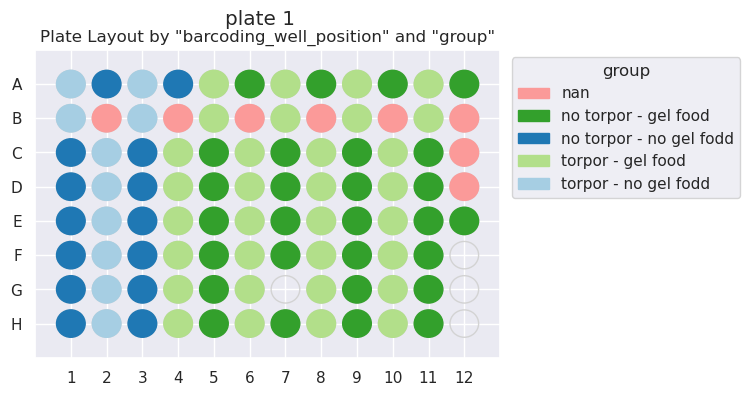 plate 1
Plate Layout by "barcoding_well_position" and "group"
A
B
C
D
E
F
G
H
1 2 3 4 5 6 7 8 9 10 11 12
group
nan
no torpor - gel food
no torpor - no gel fodd
torpor - gel food
torpor - no gel fodd